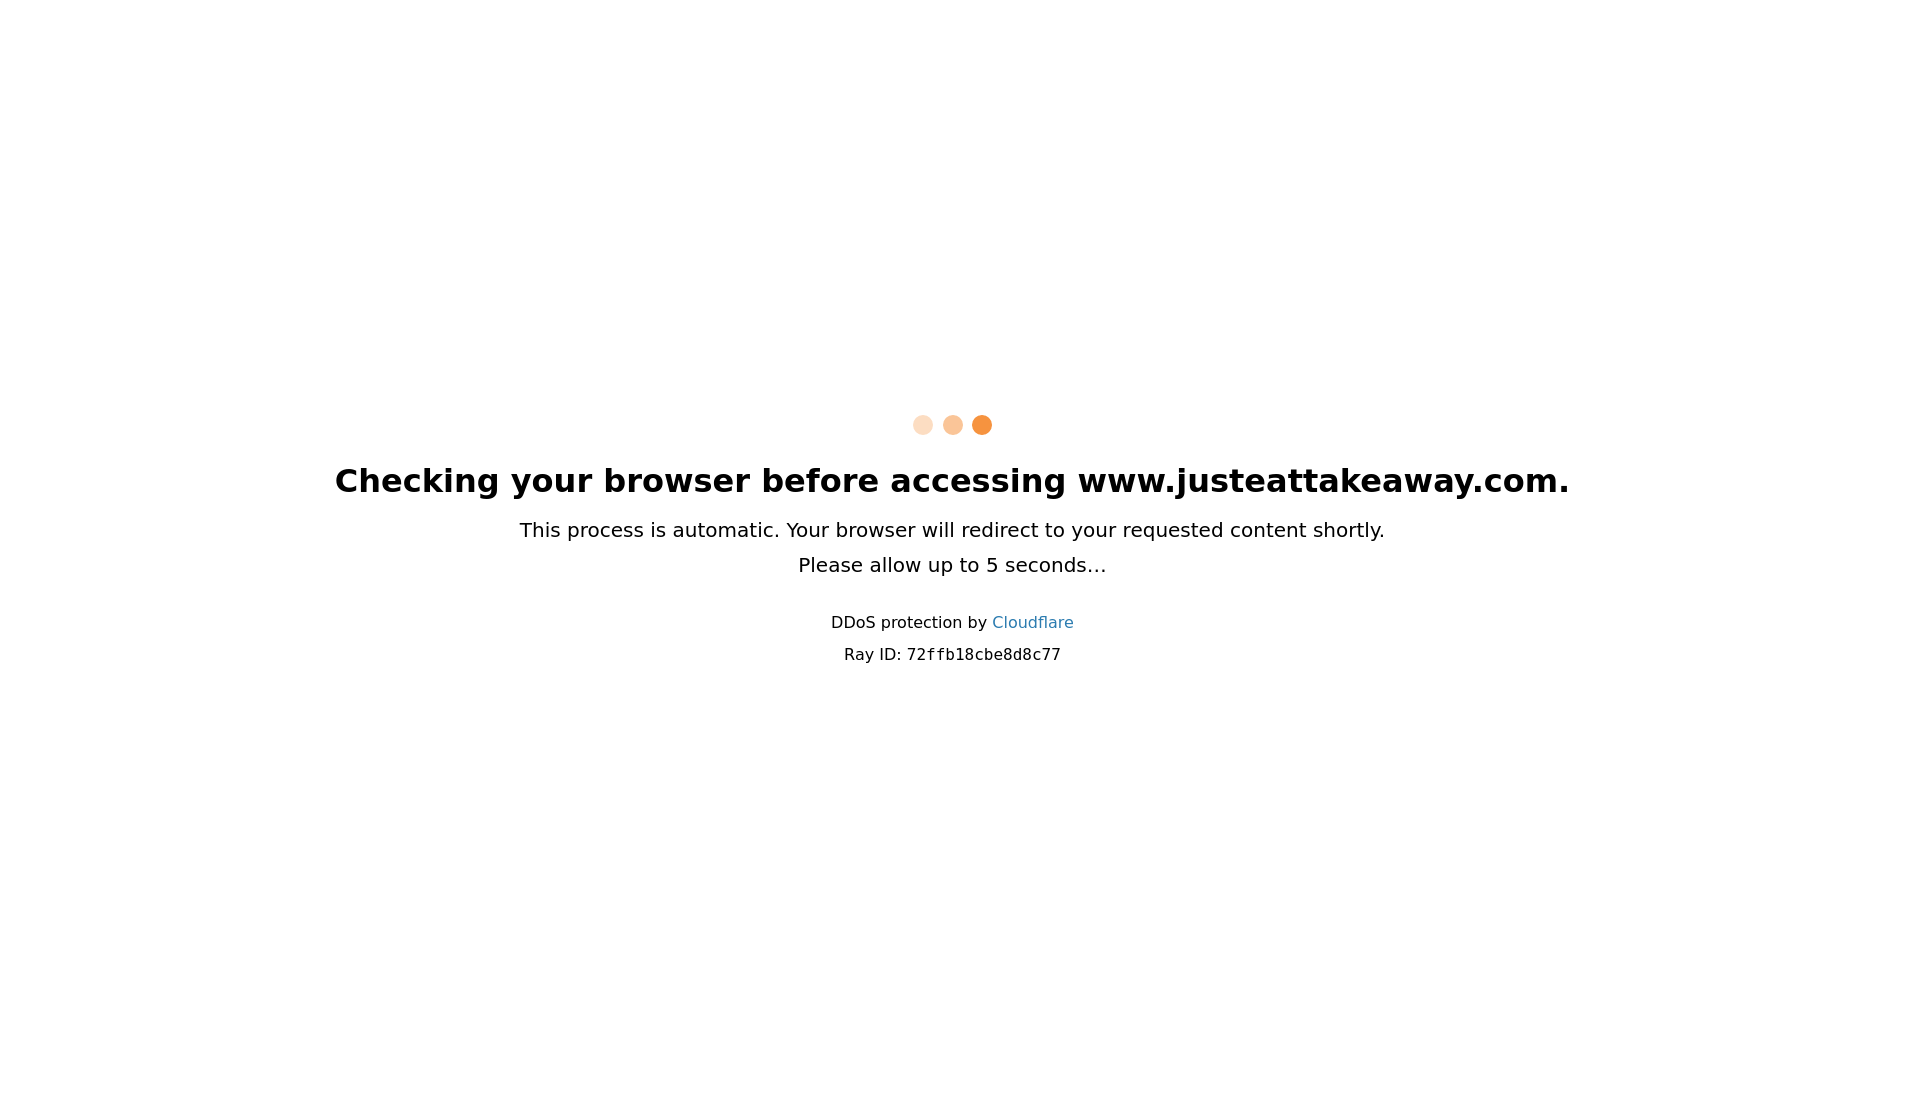 Checking your browser before accessing www.justeattakeaway.com.
This process is automatic. Your browser will redirect to your requested content shortly.
Please allow up to 5 seconds…
DDoS protection by Cloudflare
Ray ID: 72ffb18cbe8d8c77